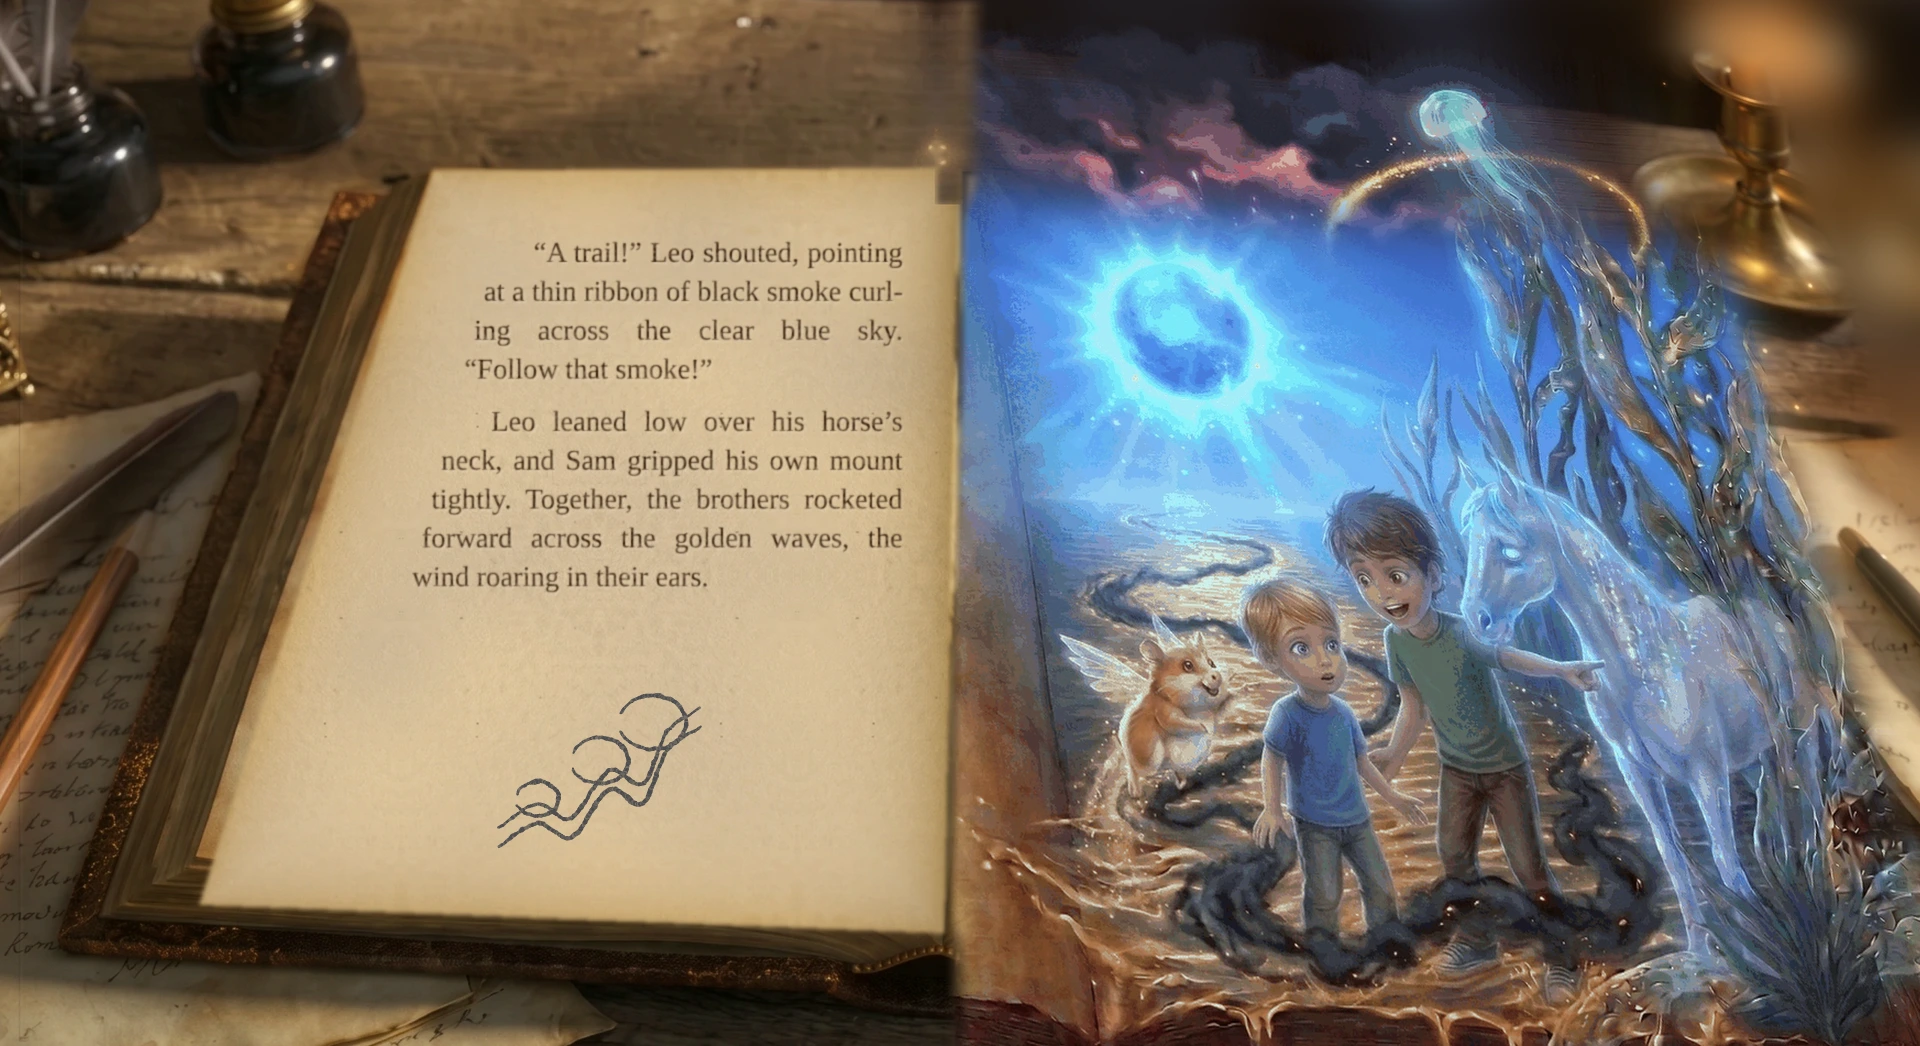 “A trail!” Leo shouted, pointing
at a thin ribbon of black smoke curl-
ing across the clear blue sky.
“Follow that smoke!”
Leo leaned low over his horse’s
neck, and Sam gripped his own mount
tightly. Together, the brothers rocketed
forward across the golden waves, the
wind roaring in their ears.